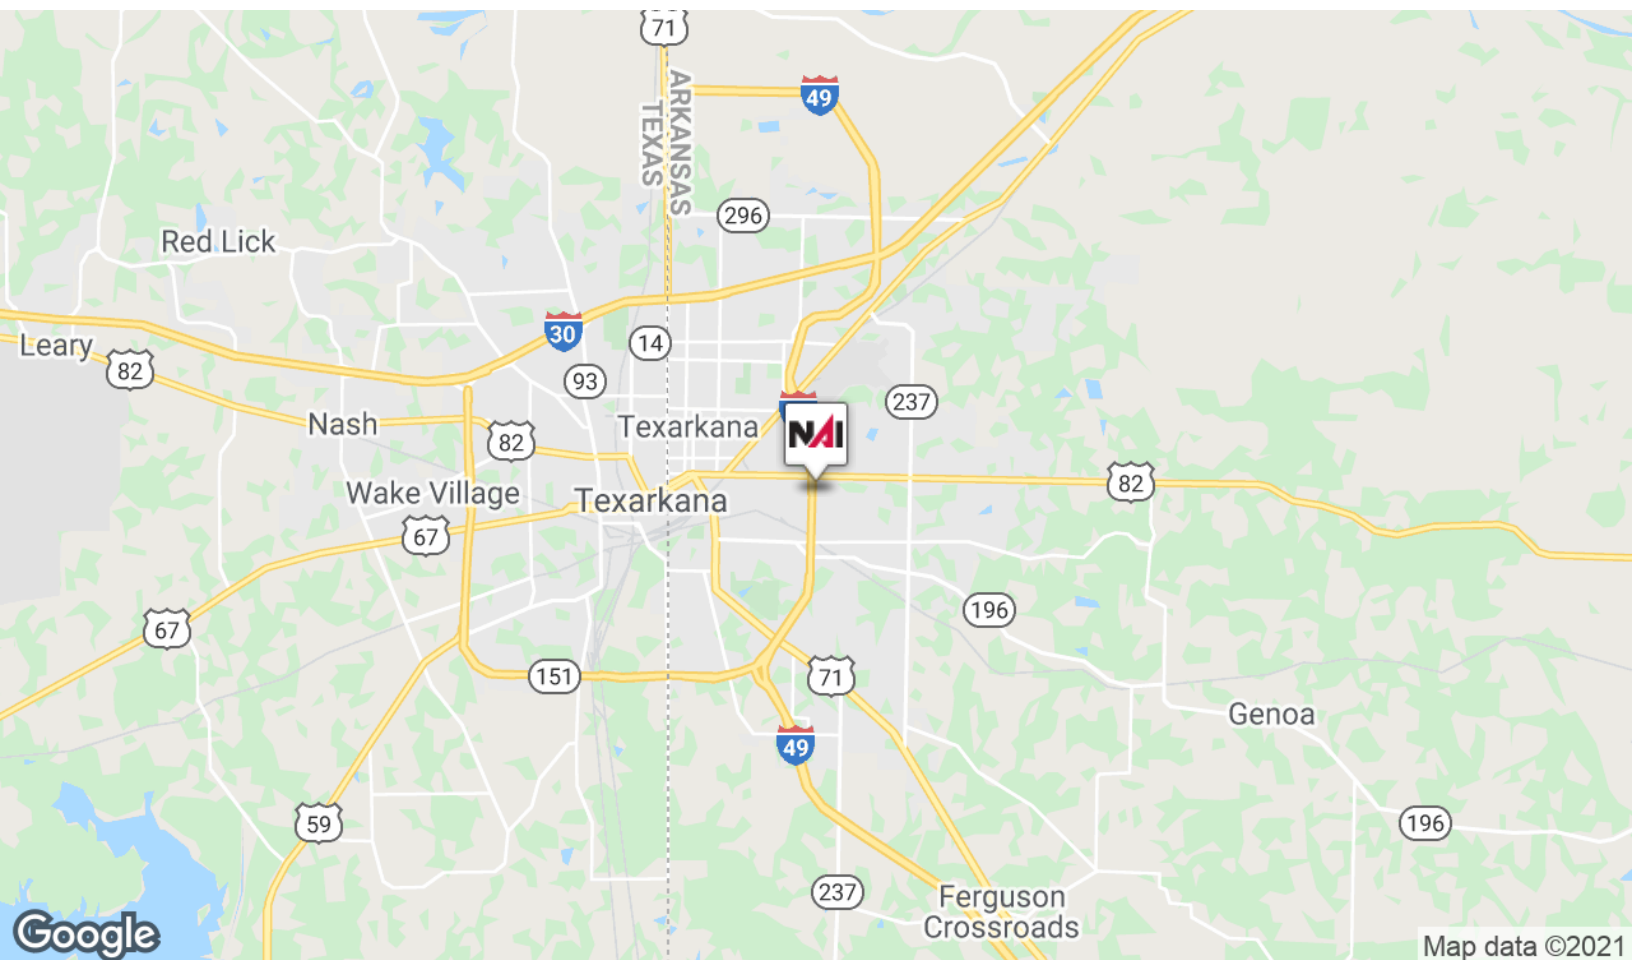 71
ARKANSAS
TEXAS
49
296
Red Lick
30
14
Leary
82
93
237
Nash
Texarkana
NAI
82
82
Wake Village
Texarkana
67
196
67
151
71
Genoa
49
59
196
237
Ferguson
Crossroads
Google
Map data ©2021